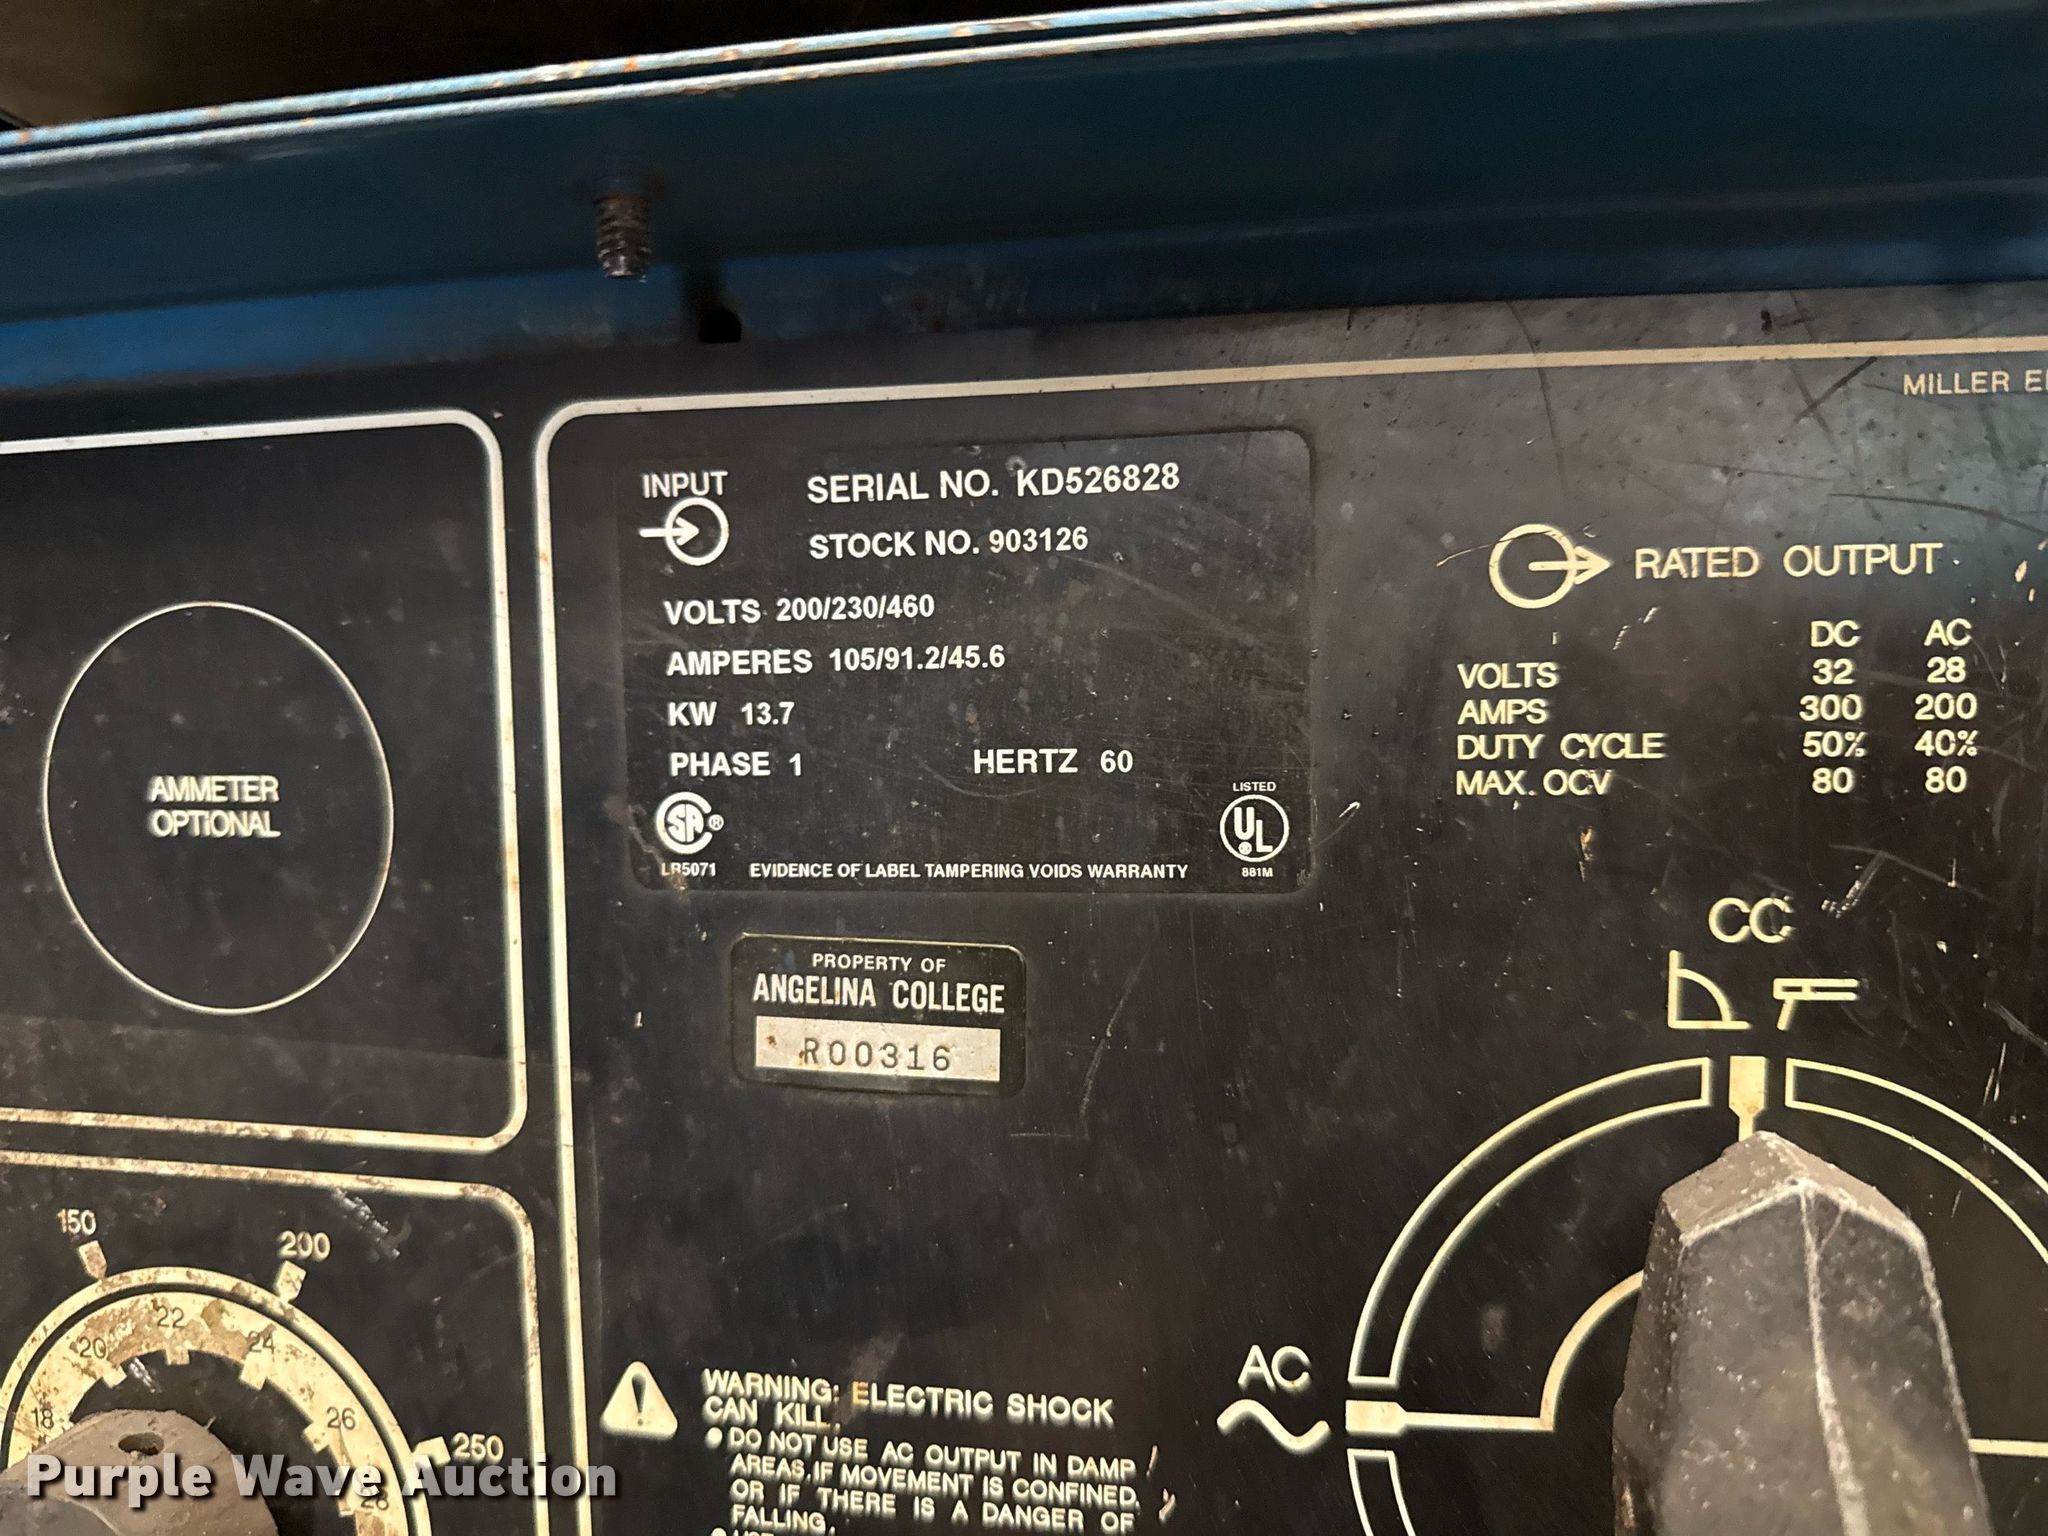 MILLER
INPUT
SERIAL NO. KD526828
STOCK NO. 903126
VOLTS 200/230/460
AMPERES 105/91.2/45.6
KW 13.7
PHASE 1 HERTZ 60
SA ®
LR5071
EVIDENCE OF LABEL TAMPERING VOIDS WARRANTY
LISTED
UL ®
881M
RATED OUTPUT
DC AC
VOLTS 32 28
AMPS 300 200
DUTY CYCLE 50% 40%
MAX. OCV 80 80
AMMETER
OPTIONAL
PROPERTY OF
ANGELINA COLLEGE
R00316
CC
AC
150
200
250
18
20
22
24
26
28
WARNING: ELECTRIC SHOCK
CAN KILL.
• DO NOT USE AC OUTPUT IN DAMP
AREAS, IF MOVEMENT IS CONFINED,
OR IF THERE IS A DANGER OF
FALLING.
Purple Wave Auction